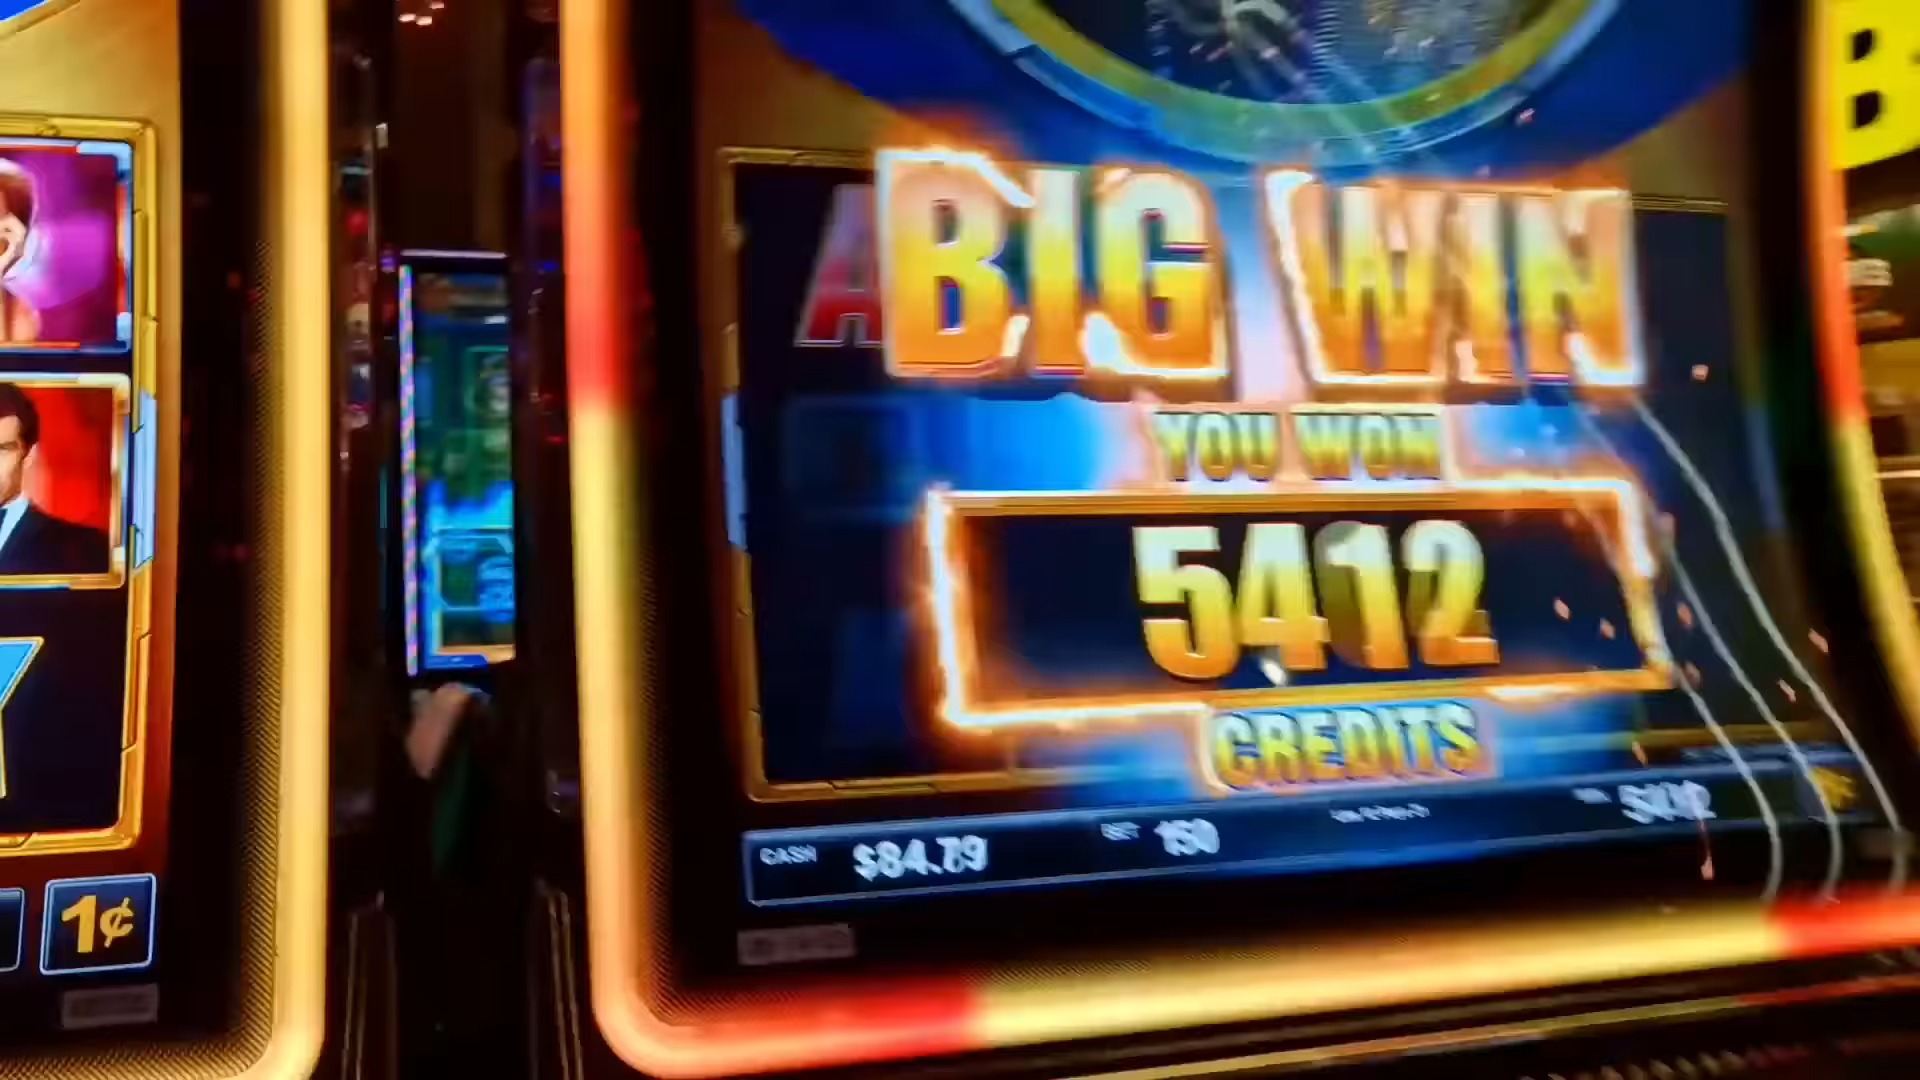 BIG WIN
YOU WON
5412
CREDITS
CASH $84.79 BET 150 WIN 5412
1¢
B
A